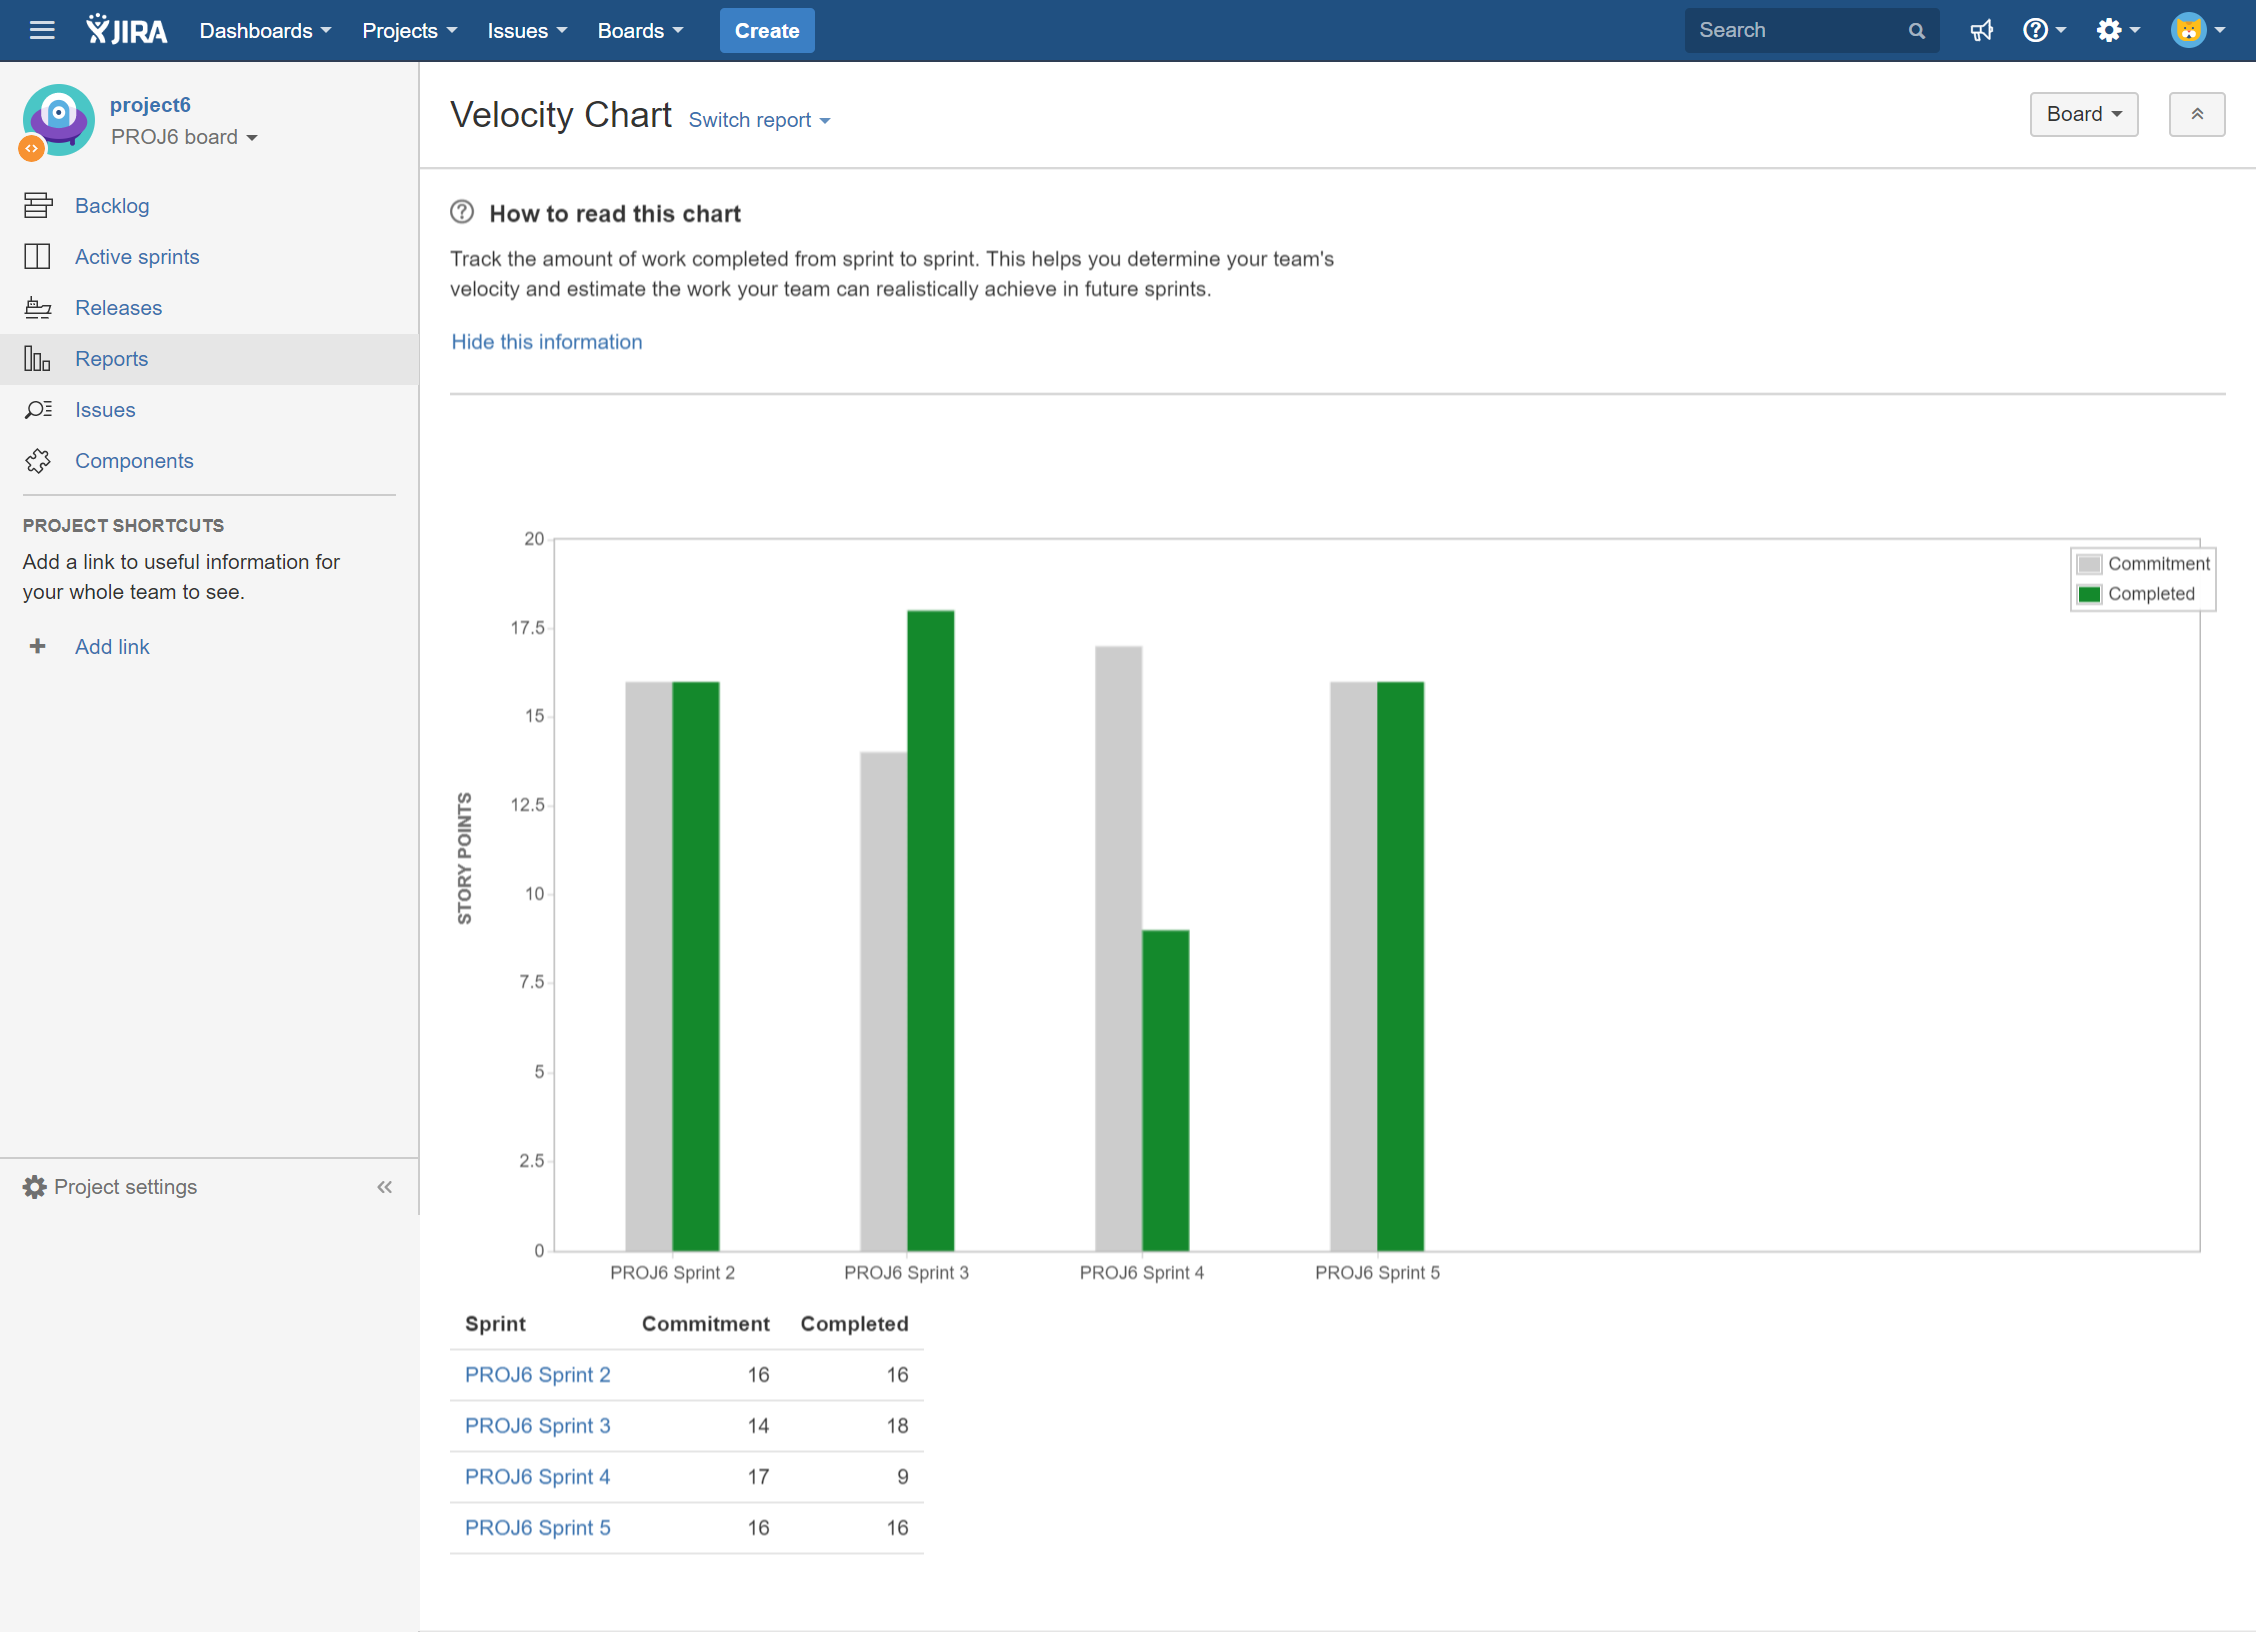 JIRA Dashboards Projects Issues Boards Create Search
project6
PROJ6 board
Backlog
Active sprints
Releases
Reports
Issues
Components
PROJECT SHORTCUTS
Add a link to useful information for
your whole team to see.
Add link
Project settings
Velocity Chart Switch report Board
How to read this chart
Track the amount of work completed from sprint to sprint. This helps you determine your team's
velocity and estimate the work your team can realistically achieve in future sprints.
Hide this information
STORY POINTS
20
17.5
15
12.5
10
7.5
5
2.5
0
Commitment
Completed
PROJ6 Sprint 2 PROJ6 Sprint 3 PROJ6 Sprint 4 PROJ6 Sprint 5
Sprint Commitment Completed
PROJ6 Sprint 2 16 16
PROJ6 Sprint 3 14 18
PROJ6 Sprint 4 17 9
PROJ6 Sprint 5 16 16